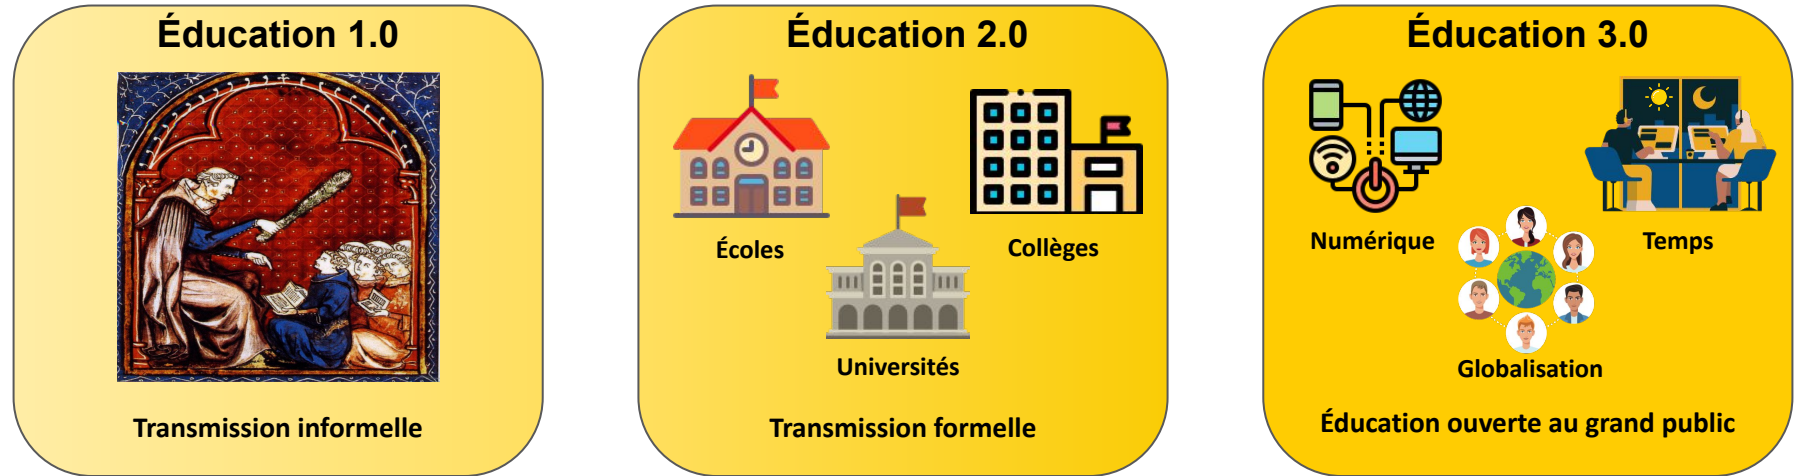 Éducation 1.0
Transmission informelle
Éducation 2.0
Écoles
Collèges
Universités
Transmission formelle
Éducation 3.0
Numérique
Temps
Globalisation
Éducation ouverte au grand public